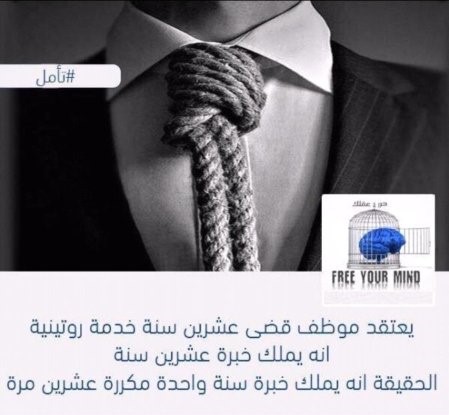 #تأمل
حرر عقلك
FREE YOUR MIND
يعتقد موظف قضى عشرين سنة خدمة روتينية
انه يملك خبرة عشرين سنة
الحقيقة انه يملك خبرة سنة واحدة مكررة عشرين مرة